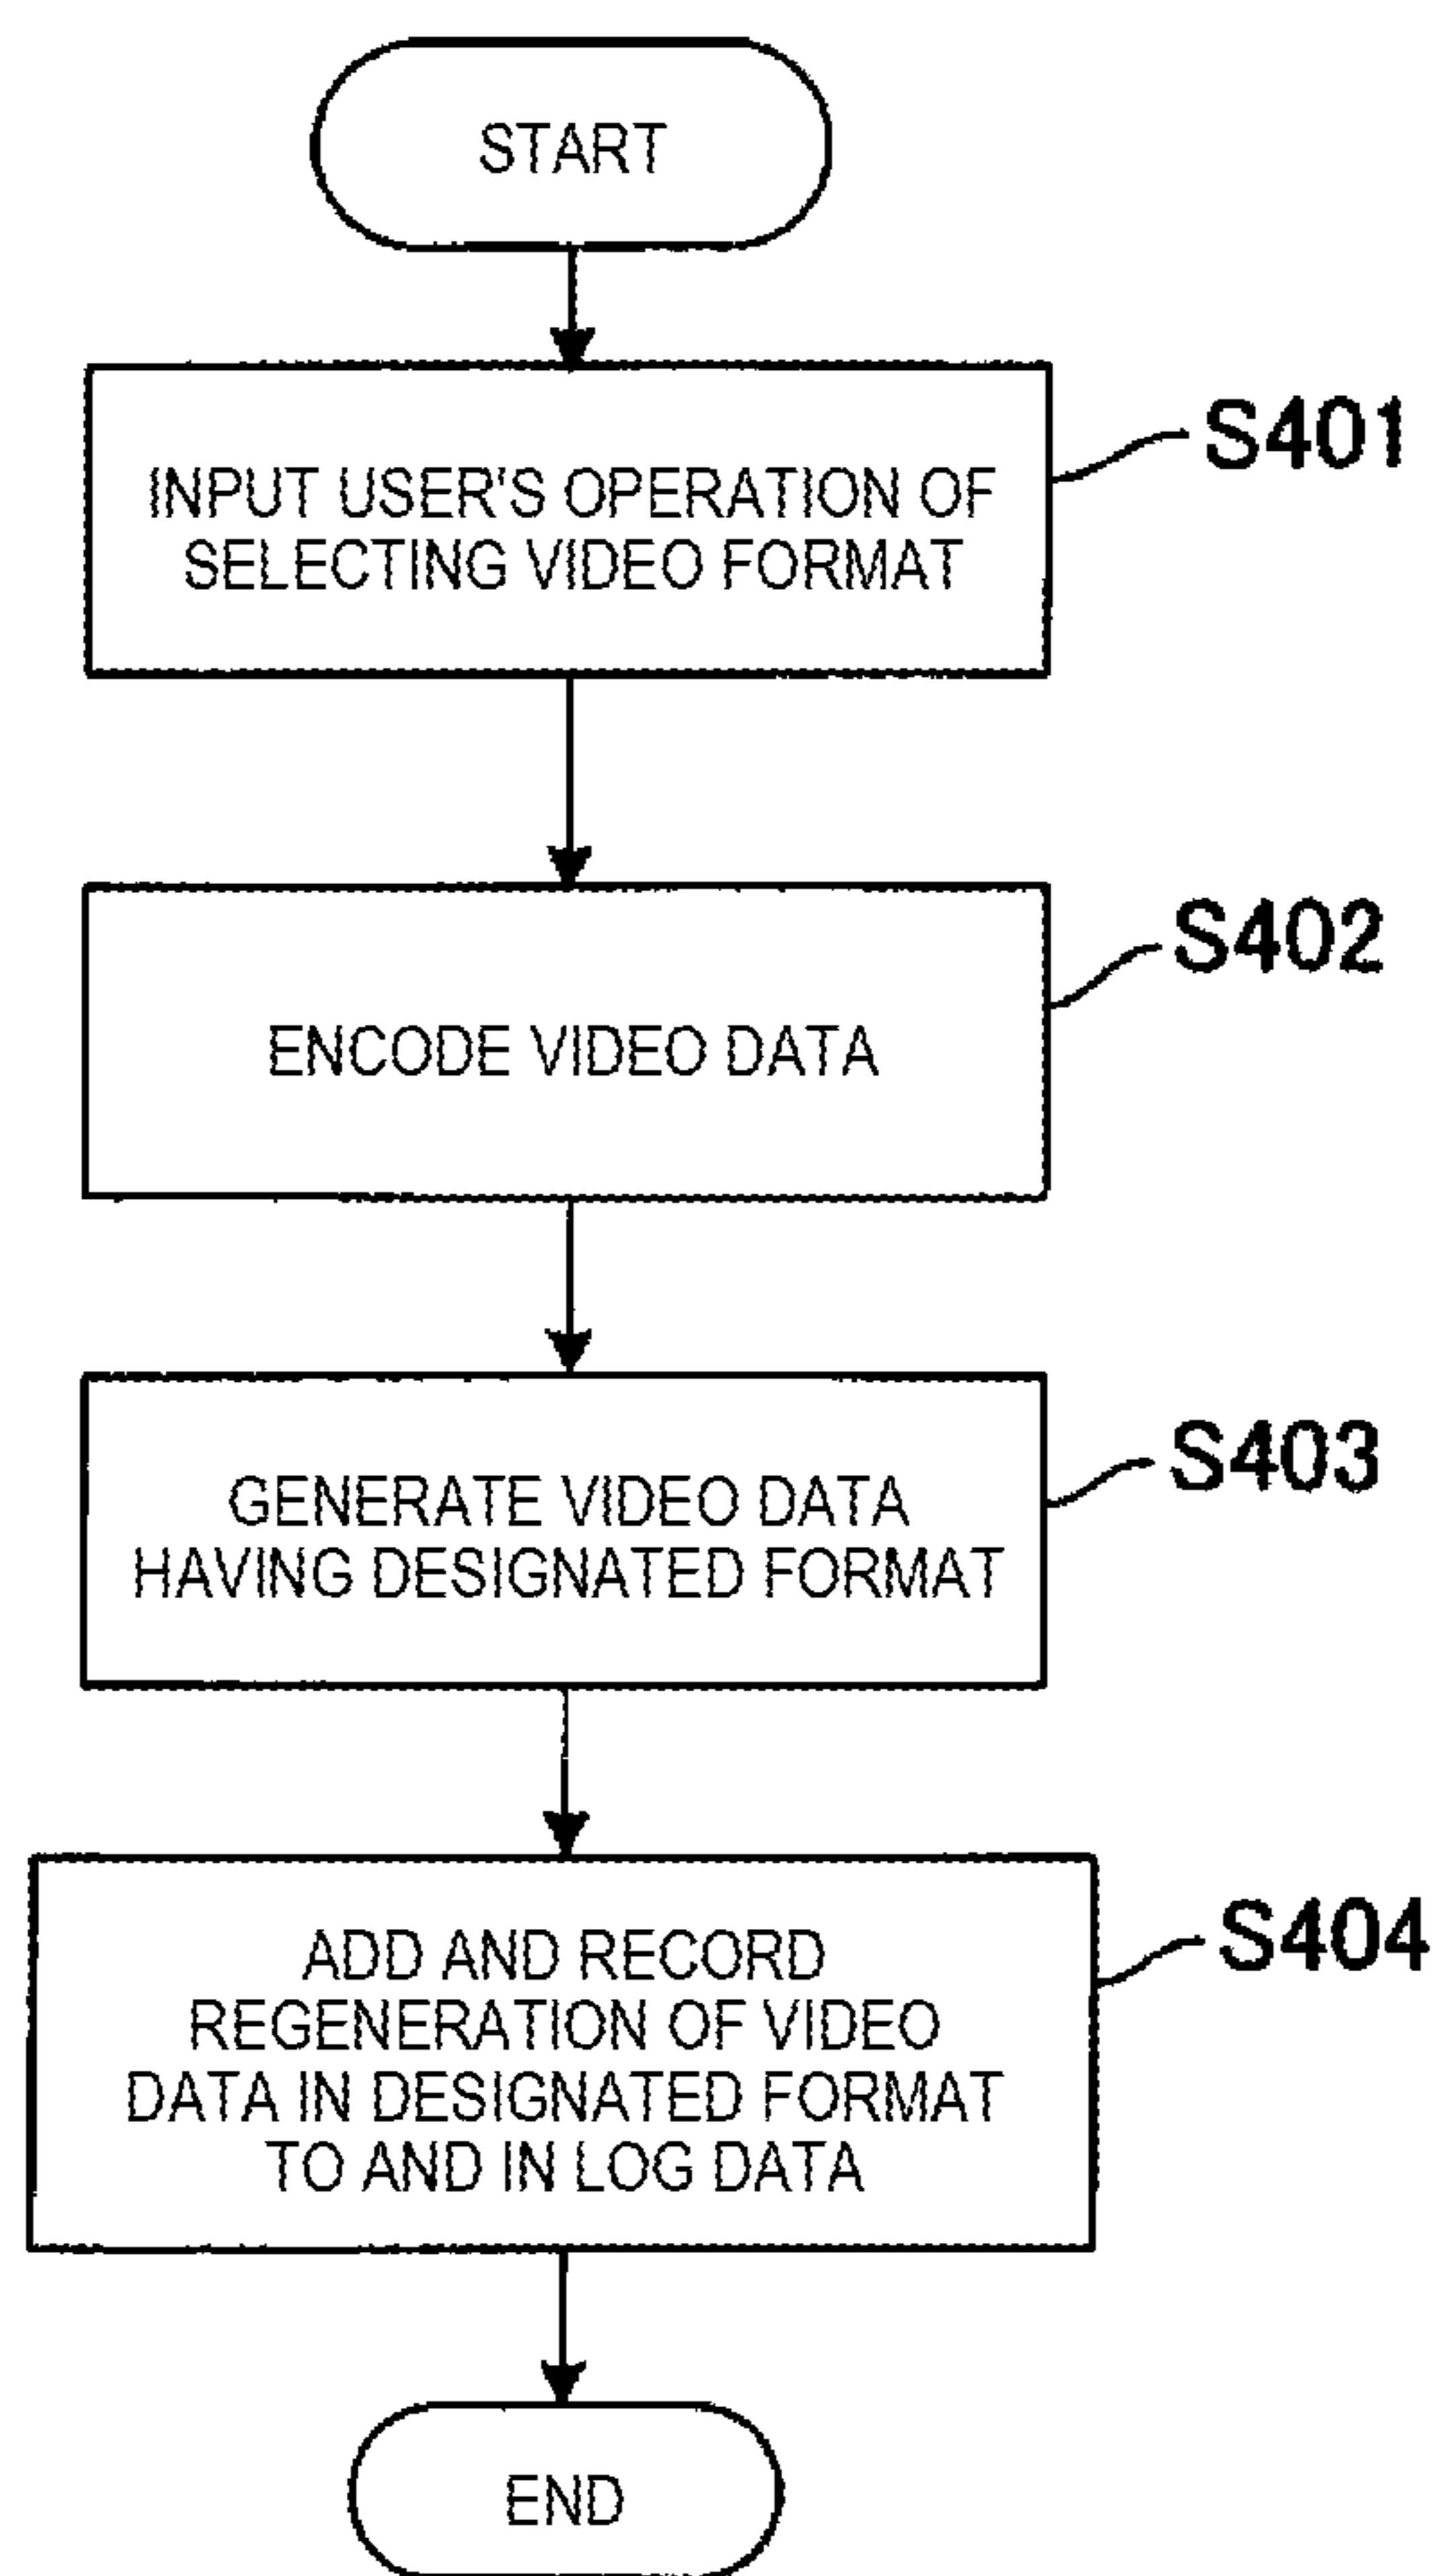 START
INPUT USER'S OPERATION OF
SELECTING VIDEO FORMAT
S401
ENCODE VIDEO DATA
S402
GENERATE VIDEO DATA
HAVING DESIGNATED FORMAT
S403
ADD AND RECORD
REGENERATION OF VIDEO
DATA IN DESIGNATED FORMAT
TO AND IN LOG DATA
S404
END